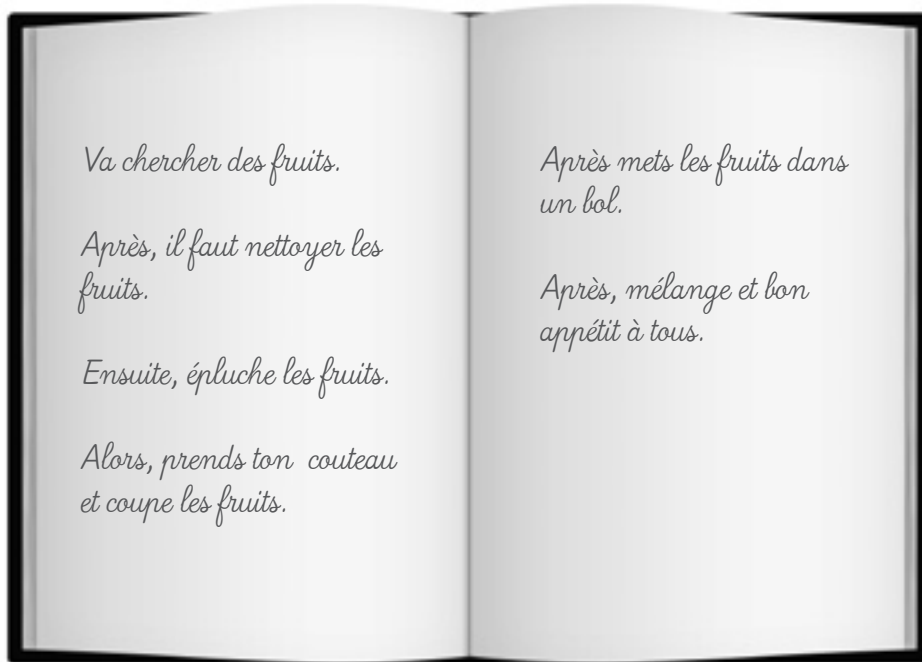 Va chercher des fruits.
Après, il faut nettoyer les
fruits.
Ensuite, épluche les fruits.
Alors, prends ton couteau
et coupe les fruits.
Après mets les fruits dans
un bol.
Après, mélange et bon
appétit à tous.